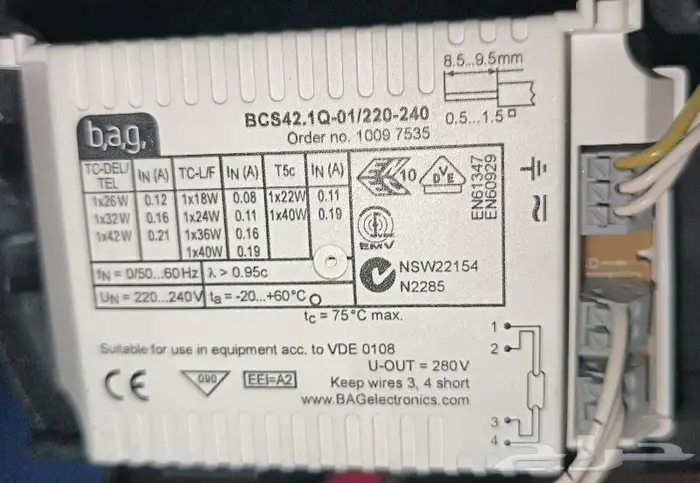 8.5...9.5mm
0.5...1.5
b.a.g.
BCS42.1Q-01/220-240
Order no. 1009 7535
TC-DEL/TEL IN (A) TC-L/F IN (A) T5c IN (A)
1x26W 0.12 1x18W 0.08 1x22W 0.11
1x32W 0.16 1x24W 0.11 1x40W 0.19
1x42W 0.21 1x36W 0.16
1x40W 0.19
fN = 0/50...60Hz λ > 0.95c
UN = 220...240V ta = -20...+60°C
10
VDE
EN61347
EN60929
EMV
NSW22154
N2285
tc = 75°C max.
Suitable for use in equipment acc. to VDE 0108
U-OUT = 280V
CE 090 EEI=A2 Keep wires 3, 4 short
www.BAGelectronics.com
1
2
3
4
حراج